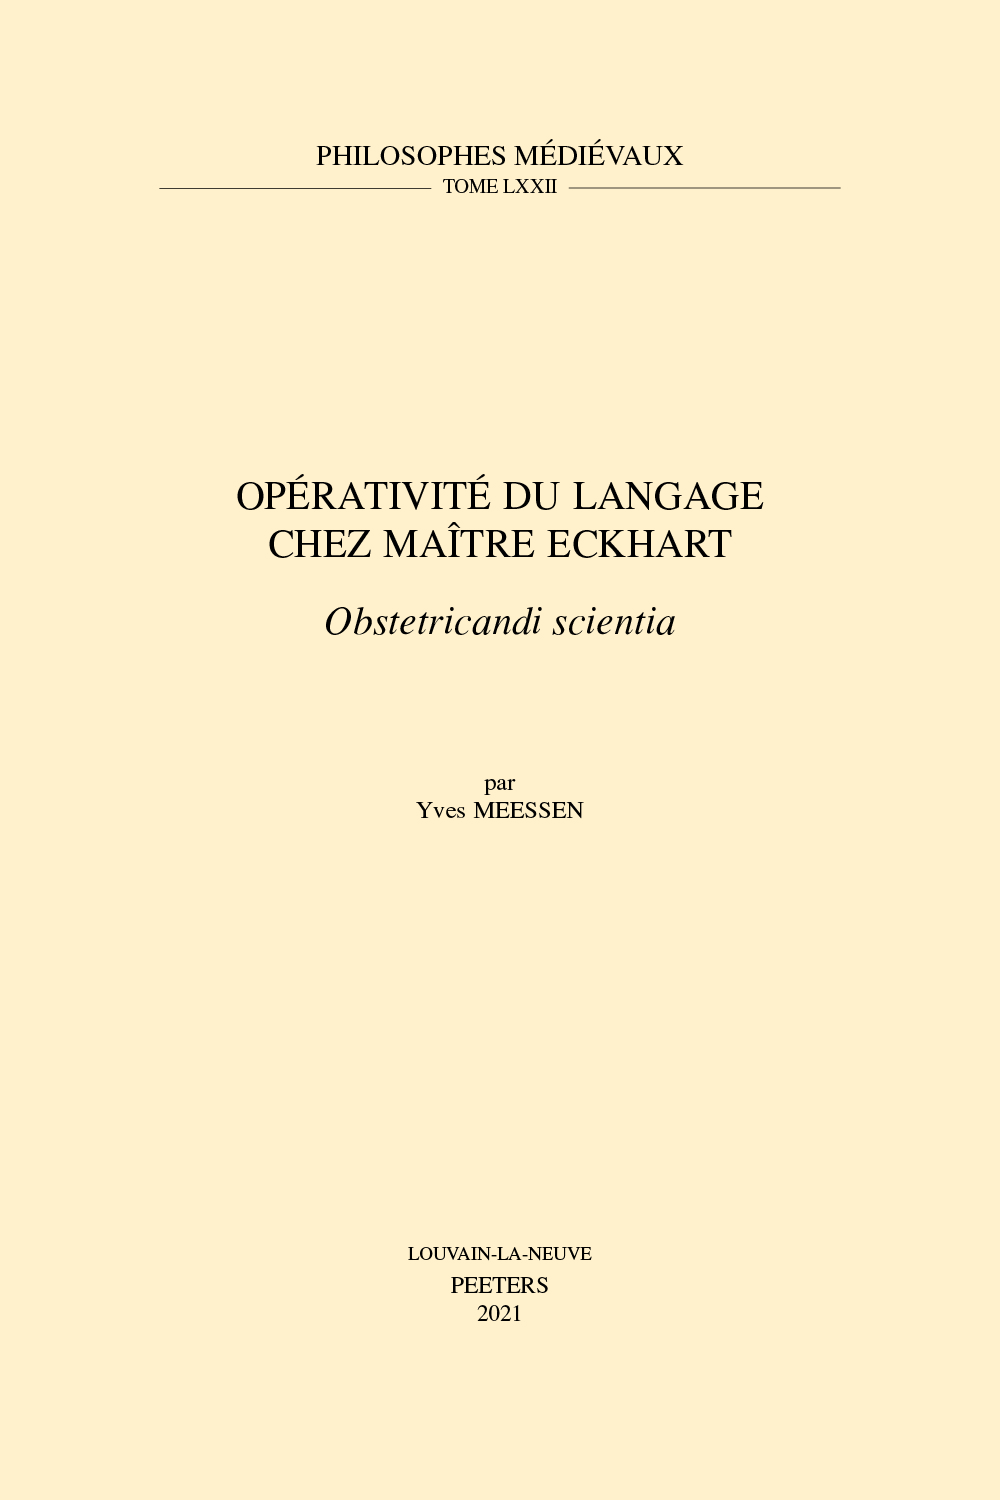 PHILOSOPHES MÉDIÉVAUX
TOME LXXII
OPÉRATIVITÉ DU LANGAGE
CHEZ MAÎTRE ECKHART
Obstetricandi scientia
par
Yves MEESSEN
LOUVAIN-LA-NEUVE
PEETERS
2021